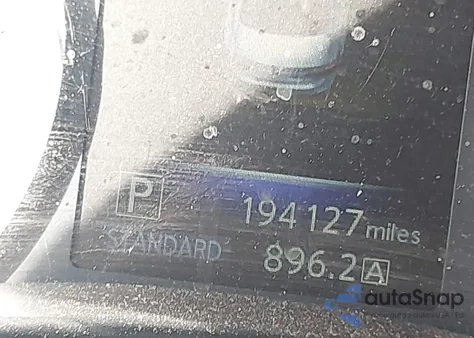 P
194127 miles
STANDARD
896.2 A
autoSnap